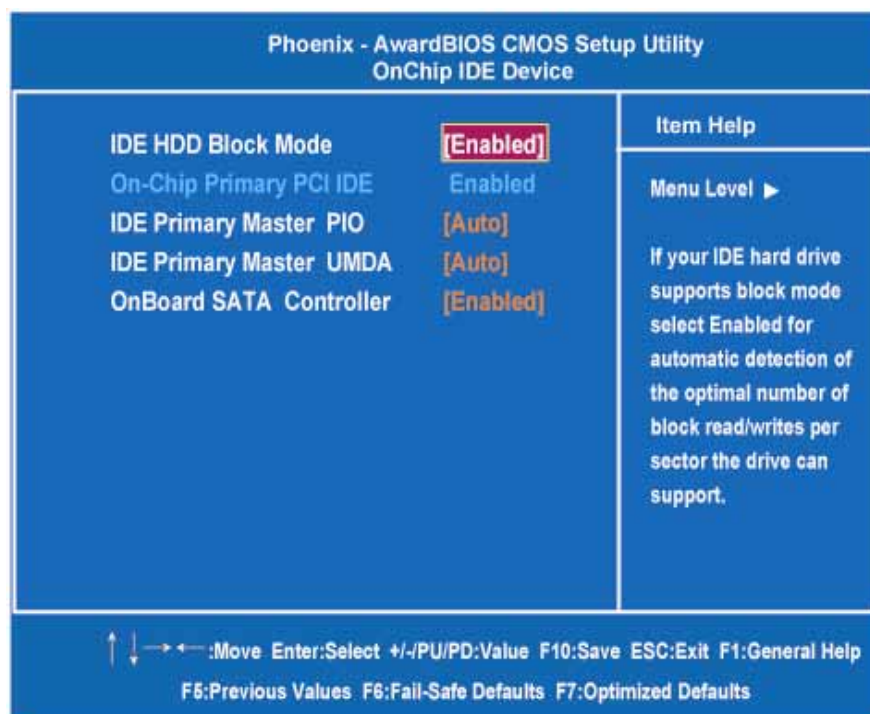 Phoenix - AwardBIOS CMOS Setup Utility
OnChip IDE Device
IDE HDD Block Mode [Enabled]
On-Chip Primary PCI IDE Enabled
IDE Primary Master PIO [Auto]
IDE Primary Master UMDA [Auto]
OnBoard SATA Controller [Enabled]
Item Help
Menu Level ▶
If your IDE hard drive
supports block mode
select Enabled for
automatic detection of
the optimal number of
block read/writes per
sector the drive can
support.
↑ ↓ → ← :Move Enter:Select +/-/PU/PD:Value F10:Save ESC:Exit F1:General Help
F5:Previous Values F6:Fail-Safe Defaults F7:Optimized Defaults